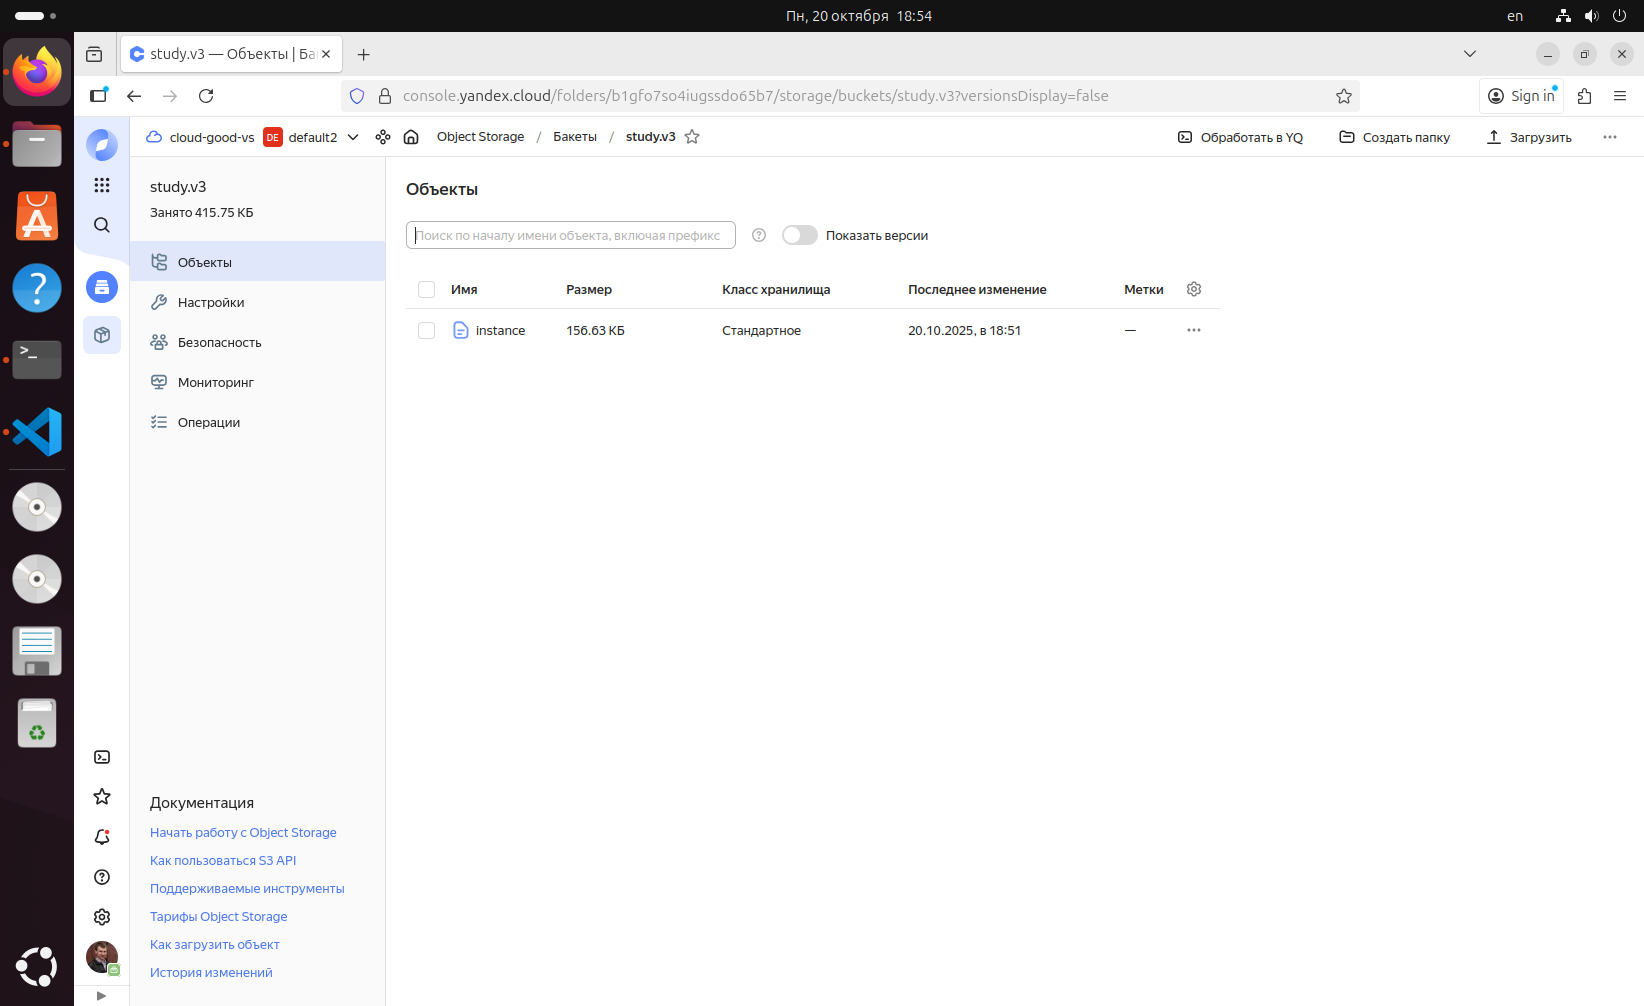 Пн, 20 октября 18:54
en
study.v3 — Объекты | Ба
console.yandex.cloud/folders/b1gfo7so4iugssdo65b7/storage/buckets/study.v3?versionsDisplay=false
Sign in
cloud-good-vs DE default2
Object Storage / Бакеты / study.v3
Обработать в YQ
Создать папку
Загрузить
study.v3
Занято 415.75 КБ
Объекты
Настройки
Безопасность
Мониторинг
Операции
Документация
Начать работу с Object Storage
Как пользоваться S3 API
Поддерживаемые инструменты
Тарифы Object Storage
Как загрузить объект
История изменений
Объекты
Поиск по началу имени объекта, включая префикс
Показать версии
Имя Размер Класс хранилища Последнее изменение Метки
instance 156.63 КБ Стандартное 20.10.2025, в 18:51 —